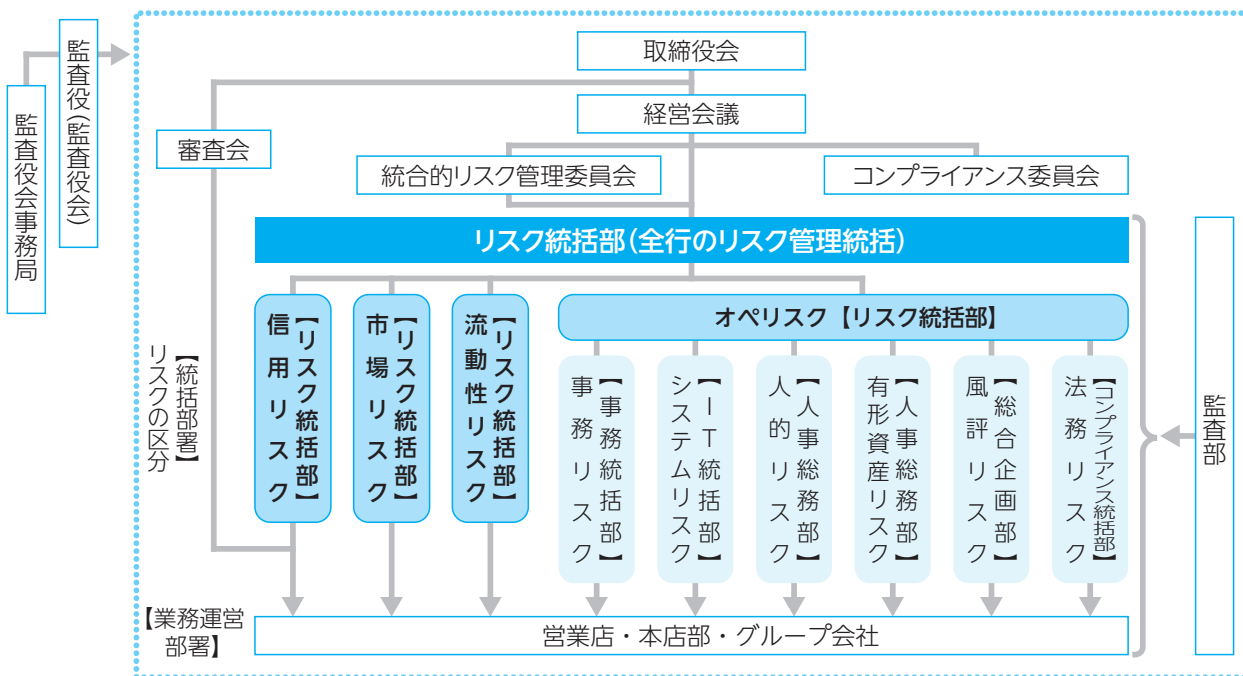 監査役会事務局
監査役(監査役会)
取締役会
経営会議
審査会
統合的リスク管理委員会
コンプライアンス委員会
リスク統括部(全行のリスク管理統括)
信用リスク
【リスク統括部】
市場リスク
【リスク統括部】
流動性リスク
【リスク統括部】
オペリスク【リスク統括部】
事務リスク
【事務統括部】
システムリスク
【IT統括部】
人的リスク
【人事総務部】
有形資産リスク
【人事総務部】
風評リスク
【総合企画部】
法務リスク
【コンプライアンス統括部】
リスクの区分
【統括部署】
監査部
【業務運営
部署】
営業店・本店部・グループ会社